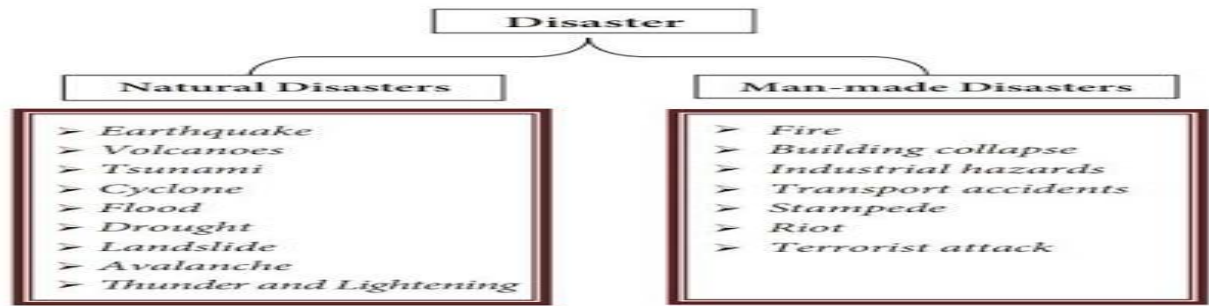 Disaster
Natural Disasters
➢ Earthquake
➢ Volcanoes
➢ Tsunami
➢ Cyclone
➢ Flood
➢ Drought
➢ Landslide
➢ Avalanche
➢ Thunder and Lightening
Man-made Disasters
➢ Fire
➢ Building collapse
➢ Industrial hazards
➢ Transport accidents
➢ Stampede
➢ Riot
➢ Terrorist attack